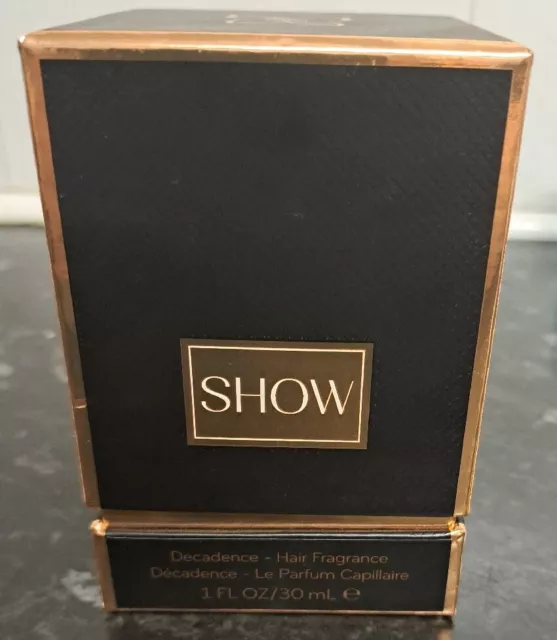 SHOW
Decadence - Hair Fragrance
Décadence - Le Parfum Capillaire
1 FL OZ/30 mL ℮